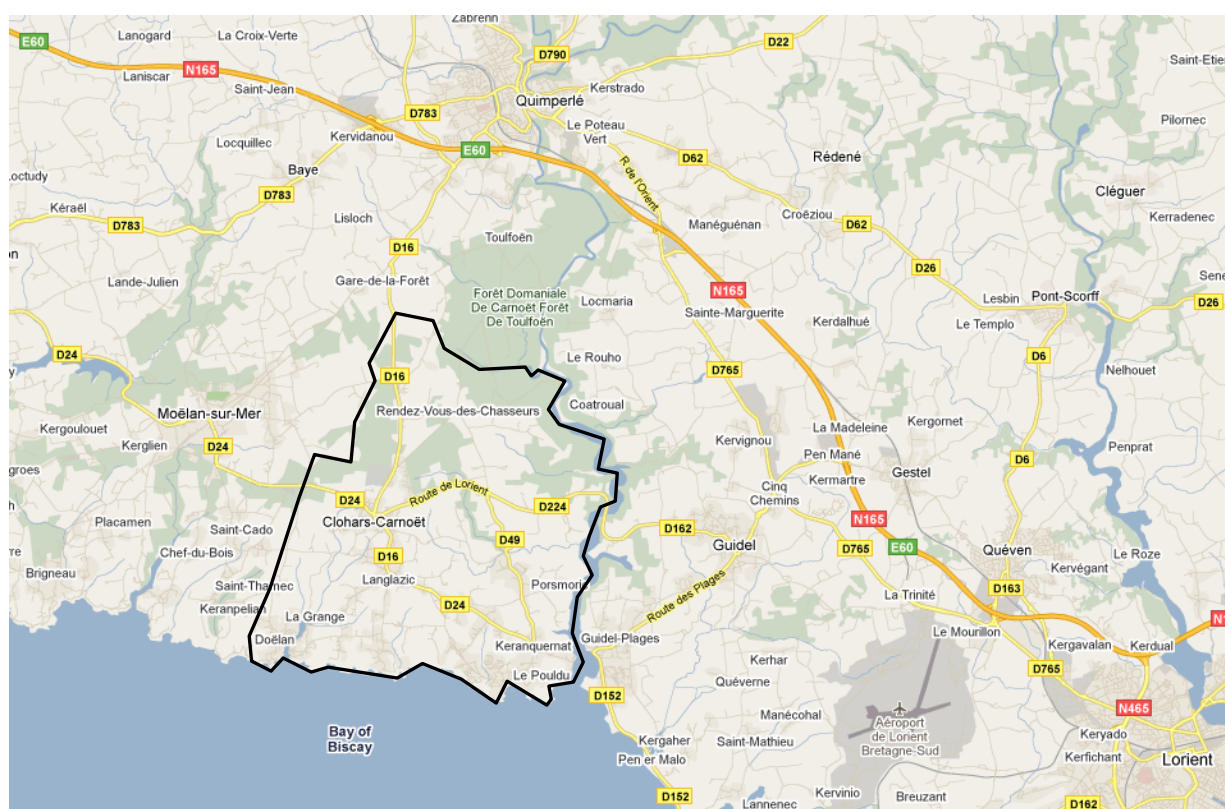 Zabrenn
Lanogard
La Croix-Verte
E60
D790
D22
N165
Laniscar
Saint-Jean
Kerstrado
Quimperlé
Saint-Etie
D783
Kervidanou
Le Poteau
Vert
Pilornec
Locquillec
E60
D62
Rédené
Baye
R de l'Orient
Cléguer
D783
Kéraël
D783
Lisloch
Manéguénan
Croëziou
D62
Kerradenec
Toulfoën
D16
D26
Lande-Julien
Gare-de-la-Forêt
Sene
N165
Forêt Domaniale
De Carnoët Forêt
De Toulfoën
Locmaria
Sainte-Marguerite
Lesbin
Pont-Scorff
D26
Kerdalhué
Le Templo
D24
Le Rouho
D6
D16
D765
Nelhouet
Moëlan-sur-Mer
Rendez-Vous-des-Chasseurs
Coatroual
Kergoulouet
Kerglien
D24
Kervignou
La Madeleine
Kergornet
Pen Mané
Penprat
D6
Gestel
Kermartre
Cinq
Chemins
D24
Route de Lorient
D224
Clohars-Carnoët
Placamen
Saint-Cado
D162
N165
D49
Guidel
D765
E60
Chef-du-Bois
D16
Quéven
Le Roze
Brigneau
Langlazic
Porsmoric
Kervégant
Saint-Thamec
Route des Plages
D163
Keranpelian
D24
La Trinité
La Grange
Doëlan
Guidel-Plages
Le Mourillon
Keranquernat
Kergavalan
Kerdual
Kerhar
D765
Le Pouldu
Quéverne
D152
N465
Manécohal
Bay of
Biscay
Aéroport
de Lorient
Bretagne-Sud
Kergaher
Saint-Mathieu
Keryado
Pen er Malo
Kerfichant
Lorient
D152
Kervinio
Breuzant
Lannenec
D162